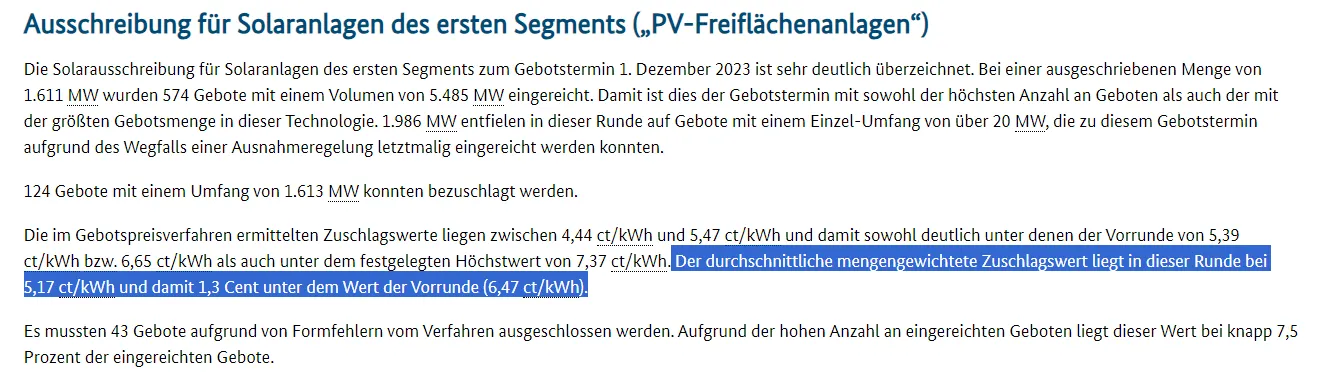 Ausschreibung für Solaranlagen des ersten Segments („PV-Freiflächenanlagen“)
Die Solarausschreibung für Solaranlagen des ersten Segments zum Gebotstermin 1. Dezember 2023 ist sehr deutlich überzeichnet. Bei einer ausgeschriebenen Menge von
1.611 MW wurden 574 Gebote mit einem Volumen von 5.485 MW eingereicht. Damit ist dies der Gebotstermin mit sowohl der höchsten Anzahl an Geboten als auch der mit
der größten Gebotsmenge in dieser Technologie. 1.986 MW entfielen in dieser Runde auf Gebote mit einem Einzel-Umfang von über 20 MW, die zu diesem Gebotstermin
aufgrund des Wegfalls einer Ausnahmeregelung letztmalig eingereicht werden konnten.
124 Gebote mit einem Umfang von 1.613 MW konnten bezuschlagt werden.
Die im Gebotspreisverfahren ermittelten Zuschlagswerte liegen zwischen 4,44 ct/kWh und 5,47 ct/kWh und damit sowohl deutlich unter denen der Vorrunde von 5,39
ct/kWh bzw. 6,65 ct/kWh als auch unter dem festgelegten Höchstwert von 7,37 ct/kWh. Der durchschnittliche mengengewichtete Zuschlagswert liegt in dieser Runde bei
5,17 ct/kWh und damit 1,3 Cent unter dem Wert der Vorrunde (6,47 ct/kWh).
Es mussten 43 Gebote aufgrund von Formfehlern vom Verfahren ausgeschlossen werden. Aufgrund der hohen Anzahl an eingereichten Geboten liegt dieser Wert bei knapp 7,5
Prozent der eingereichten Gebote.